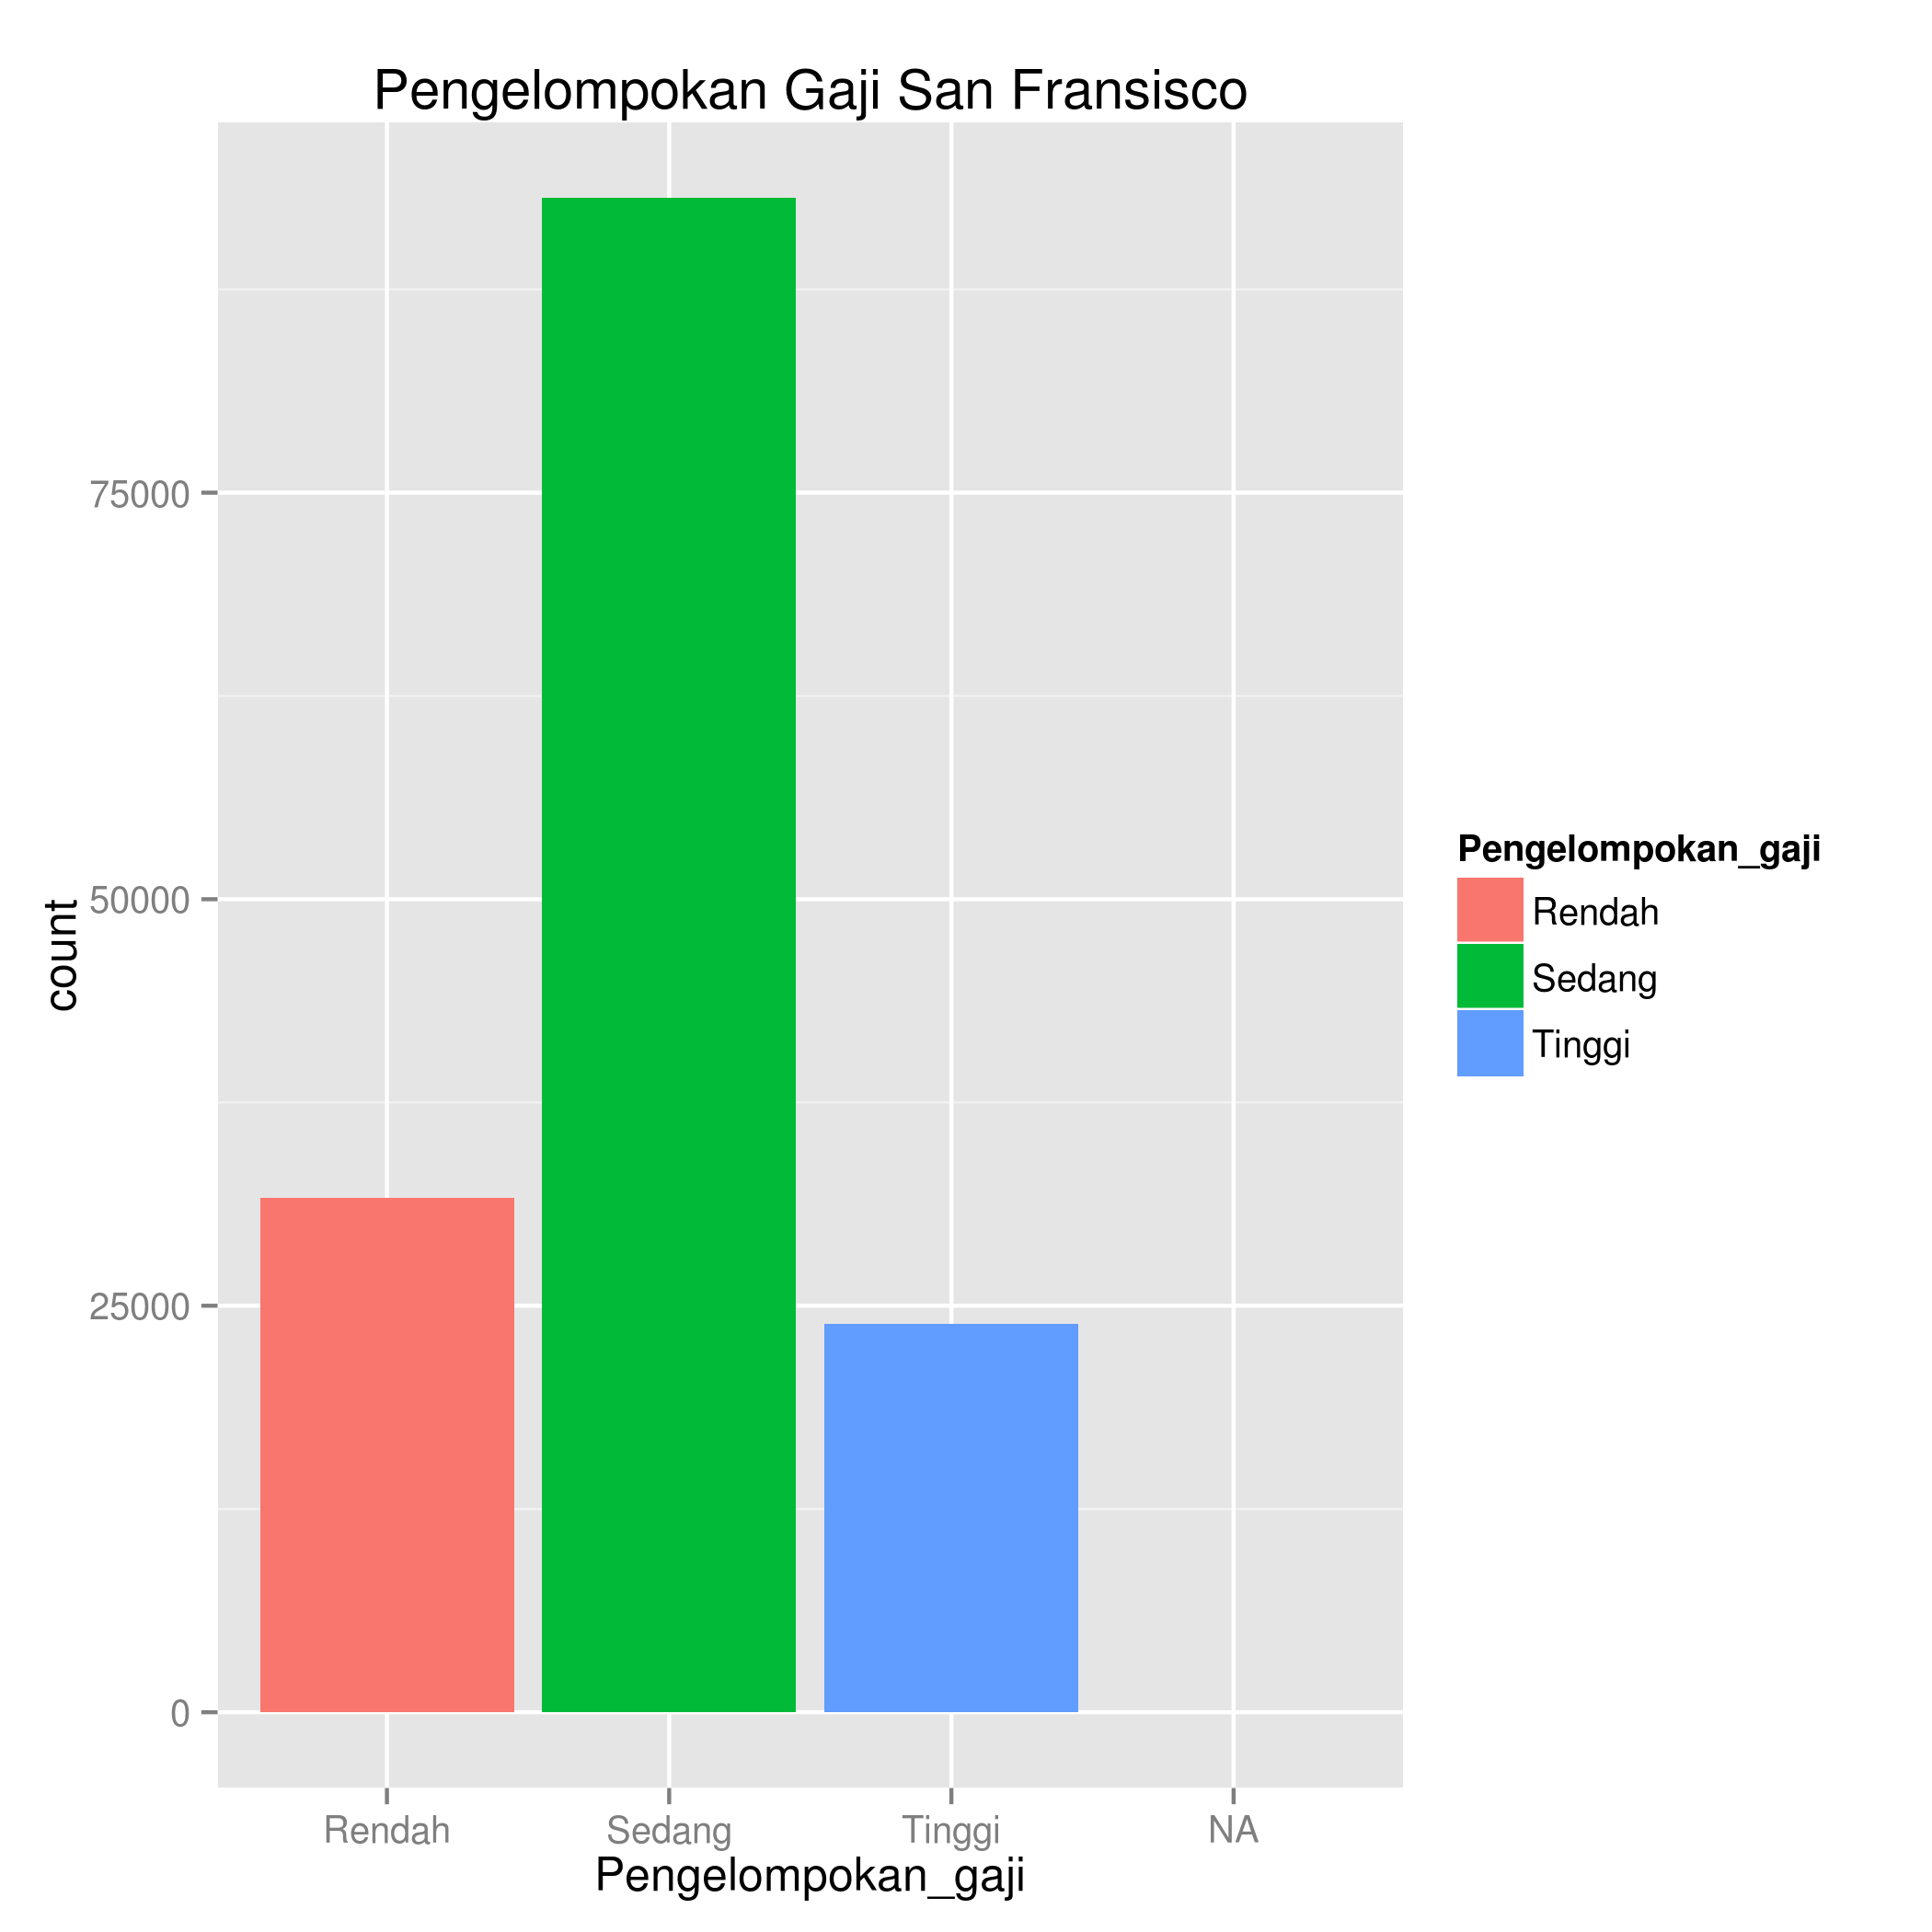 Pengelompokan Gaji San Fransisco
count
75000
50000
25000
0
Rendah
Sedang
Tinggi
NA
Pengelompokan_gaji
Pengelompokan_gaji
Rendah
Sedang
Tinggi